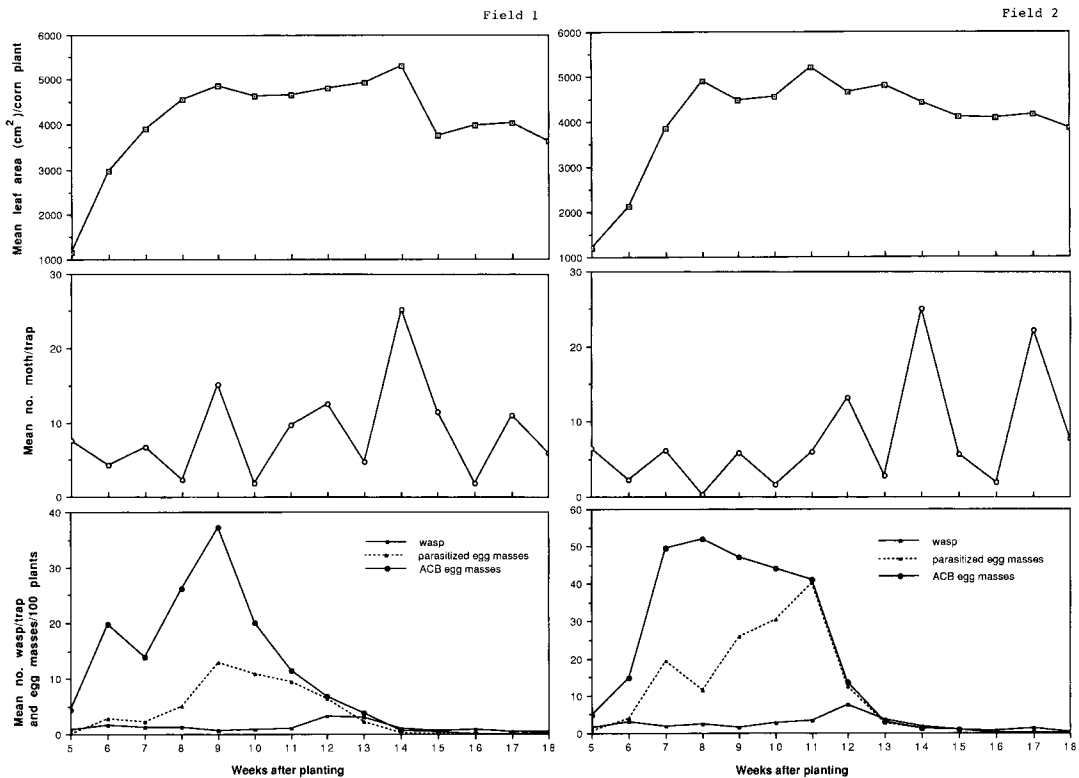 Field 1
Field 2
Mean leaf area (cm²)/corn plant
6000
5000
4000
3000
2000
1000
6000
5000
4000
3000
2000
1000
Mean no. moth/trap
30
20
10
0
30
20
10
0
Mean no. wasp/trap
and egg masses/100 plants
40
30
20
10
0
wasp
parasitized egg masses
ACB egg masses
60
50
40
30
20
10
0
wasp
parasitized egg masses
ACB egg masses
5 6 7 8 9 10 11 12 13 14 15 16 17 18
5 6 7 8 9 10 11 12 13 14 15 16 17 18
Weeks after planting
Weeks after planting